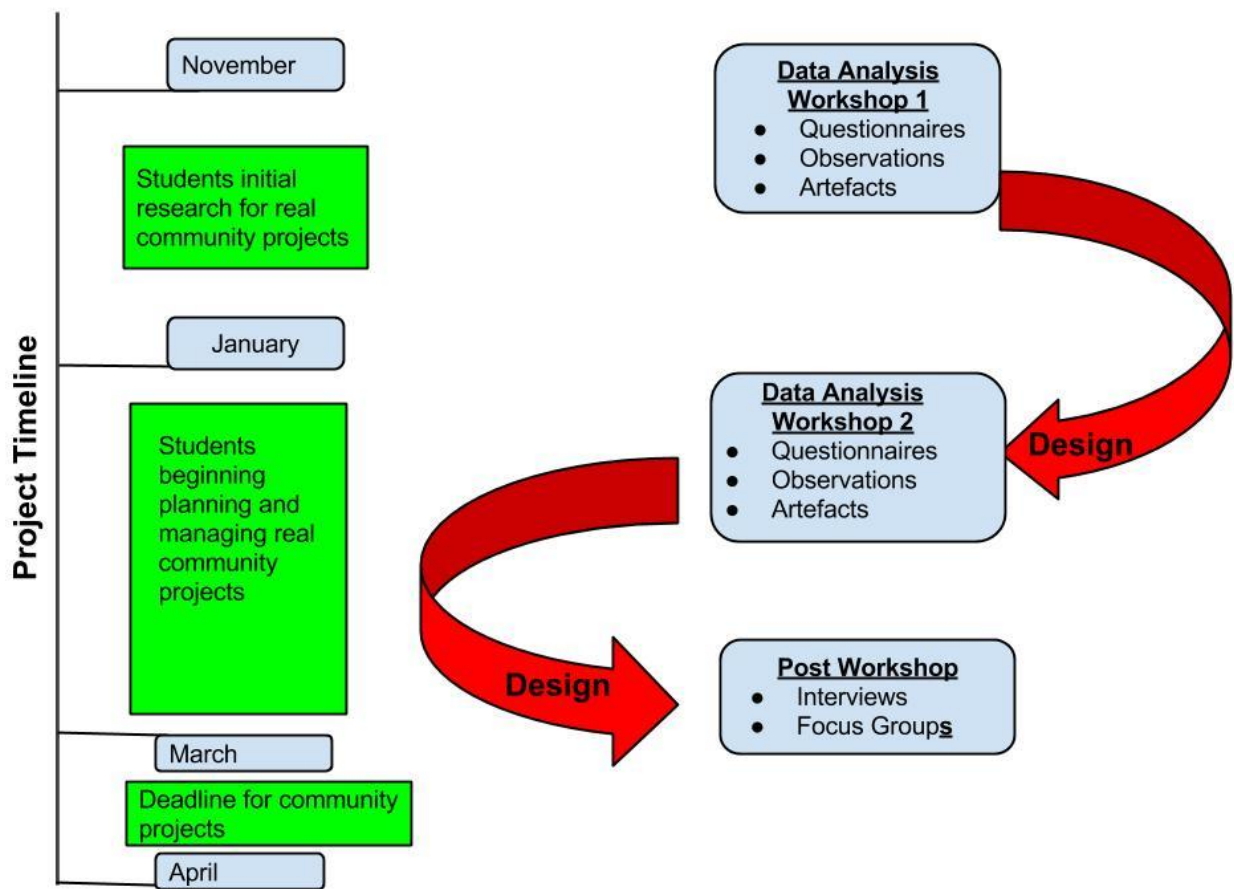 Project Timeline
November
Students initial
research for real
community projects
January
Students
beginning
planning and
managing real
community
projects
March
Deadline for community
projects
April
Data Analysis
Workshop 1
● Questionnaires
● Observations
● Artefacts
Design
Data Analysis
Workshop 2
● Questionnaires
● Observations
● Artefacts
Design
Post Workshop
● Interviews
● Focus Groups